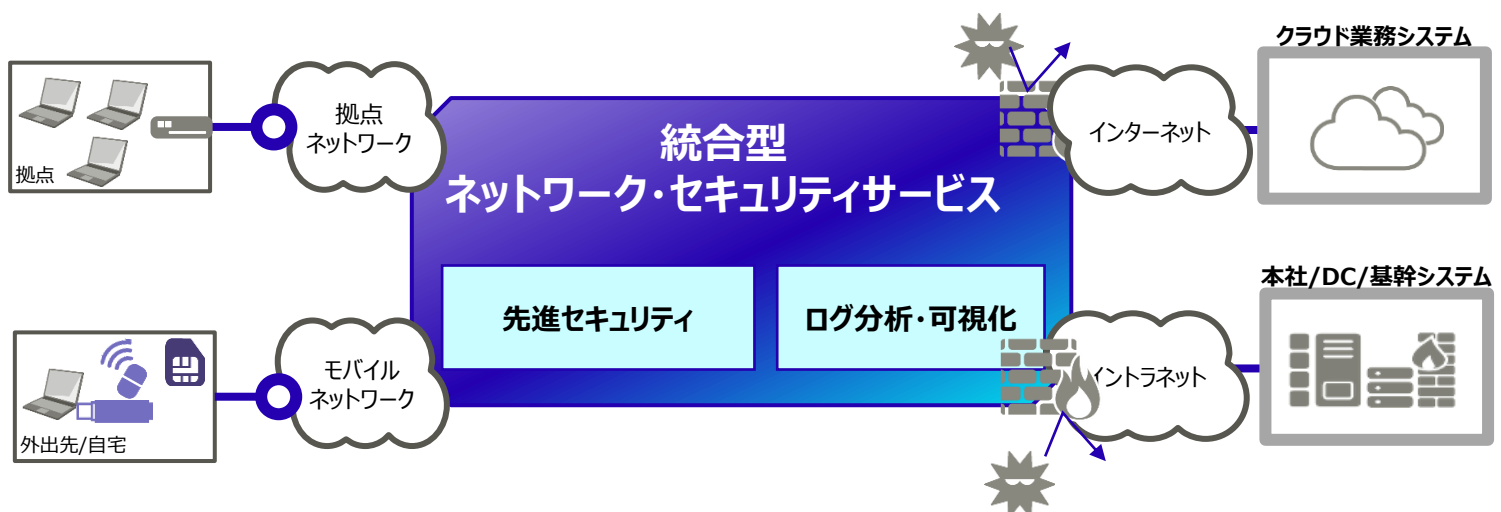 クラウド業務システム
拠点
ネットワーク
統合型
ネットワーク・セキュリティサービス
インターネット
拠点
本社/DC/基幹システム
先進セキュリティ
ログ分析・可視化
モバイル
ネットワーク
イントラネット
外出先/自宅